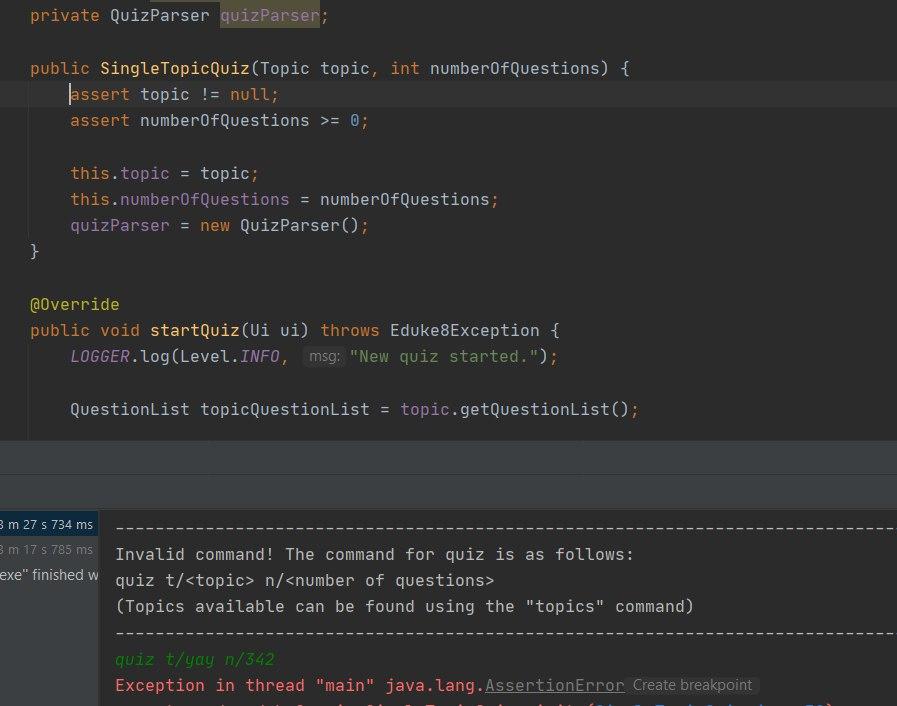 private QuizParser quizParser;
public SingleTopicQuiz(Topic topic, int numberOfQuestions) {
assert topic != null;
assert numberOfQuestions >= 0;
this.topic = topic;
this.numberOfQuestions = numberOfQuestions;
quizParser = new QuizParser();
}
@Override
public void startQuiz(Ui ui) throws Eduke8Exception {
LOGGER.log(Level.INFO, msg: "New quiz started.");
QuestionList topicQuestionList = topic.getQuestionList();
m 27 s 734 ms
m 17 s 785 ms
exe" finished w
--------------------------------------------------------------------------------
Invalid command! The command for quiz is as follows:
quiz t/<topic> n/<number of questions>
(Topics available can be found using the "topics" command)
--------------------------------------------------------------------------------
quiz t/yay n/342
Exception in thread "main" java.lang.AssertionError Create breakpoint